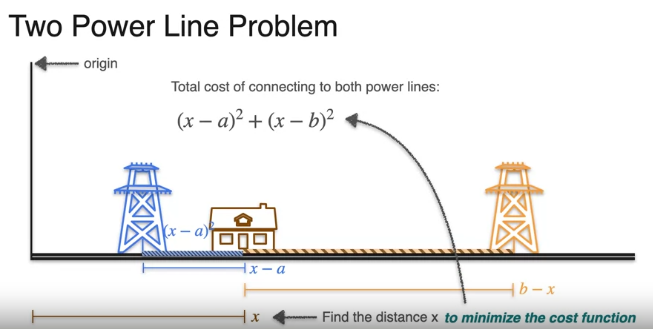 Two Power Line Problem
origin
Total cost of connecting to both power lines:
(x – a)² + (x – b)²
(x – a)²
x – a
b – x
x
Find the distance x to minimize the cost function